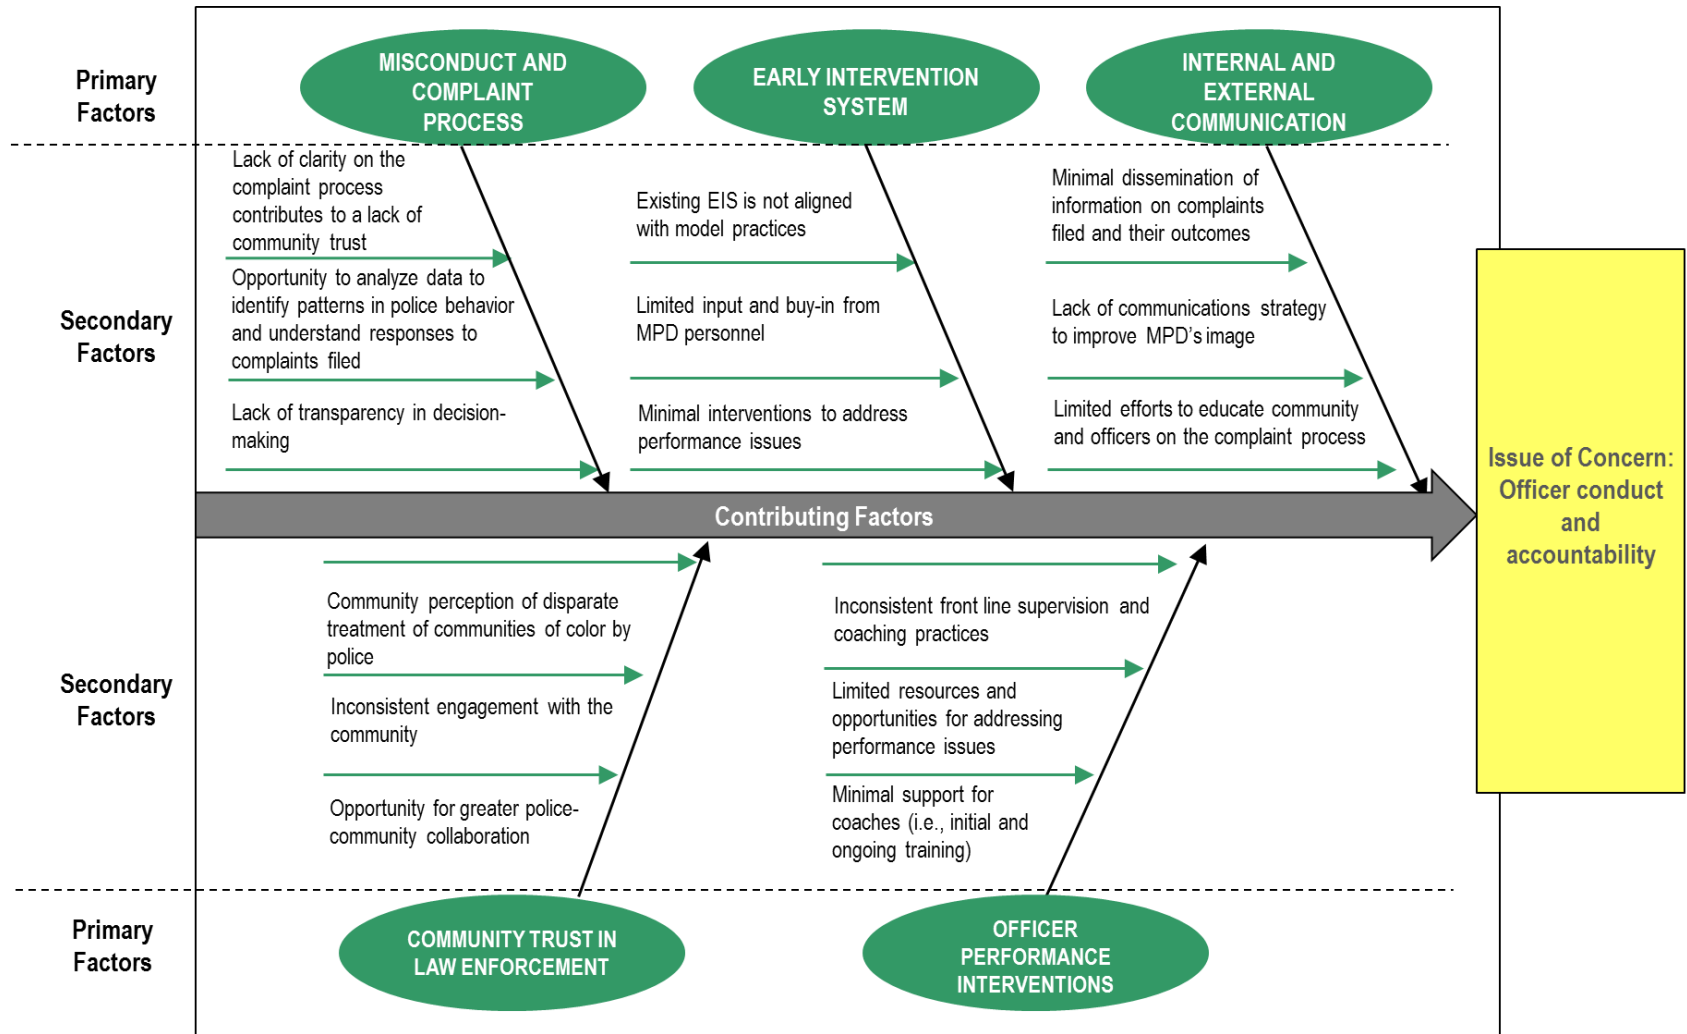 Primary
Factors
MISCONDUCT AND
COMPLAINT
PROCESS
EARLY INTERVENTION
SYSTEM
INTERNAL AND
EXTERNAL
COMMUNICATION
Secondary
Factors
Lack of clarity on the
complaint process
contributes to a lack of
community trust
Opportunity to analyze data to
identify patterns in police behavior
and understand responses to
complaints filed
Lack of transparency in decision-
making
Existing EIS is not aligned
with model practices
Limited input and buy-in from
MPD personnel
Minimal interventions to address
performance issues
Minimal dissemination of
information on complaints
filed and their outcomes
Lack of communications strategy
to improve MPD's image
Limited efforts to educate community
and officers on the complaint process
Contributing Factors
Issue of Concern:
Officer conduct
and
accountability
Secondary
Factors
Community perception of disparate
treatment of communities of color by
police
Inconsistent engagement with the
community
Opportunity for greater police-
community collaboration
Inconsistent front line supervision and
coaching practices
Limited resources and
opportunities for addressing
performance issues
Minimal support for
coaches (i.e., initial and
ongoing training)
Primary
Factors
COMMUNITY TRUST IN
LAW ENFORCEMENT
OFFICER
PERFORMANCE
INTERVENTIONS